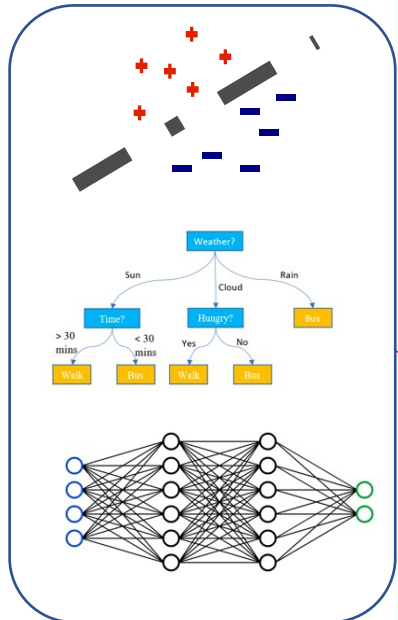 Weather?
Sun
Cloud
Rain
Time?
Hungry?
Bus
> 30
mins
< 30
mins
Yes
No
Walk
Bus
Walk
Bus